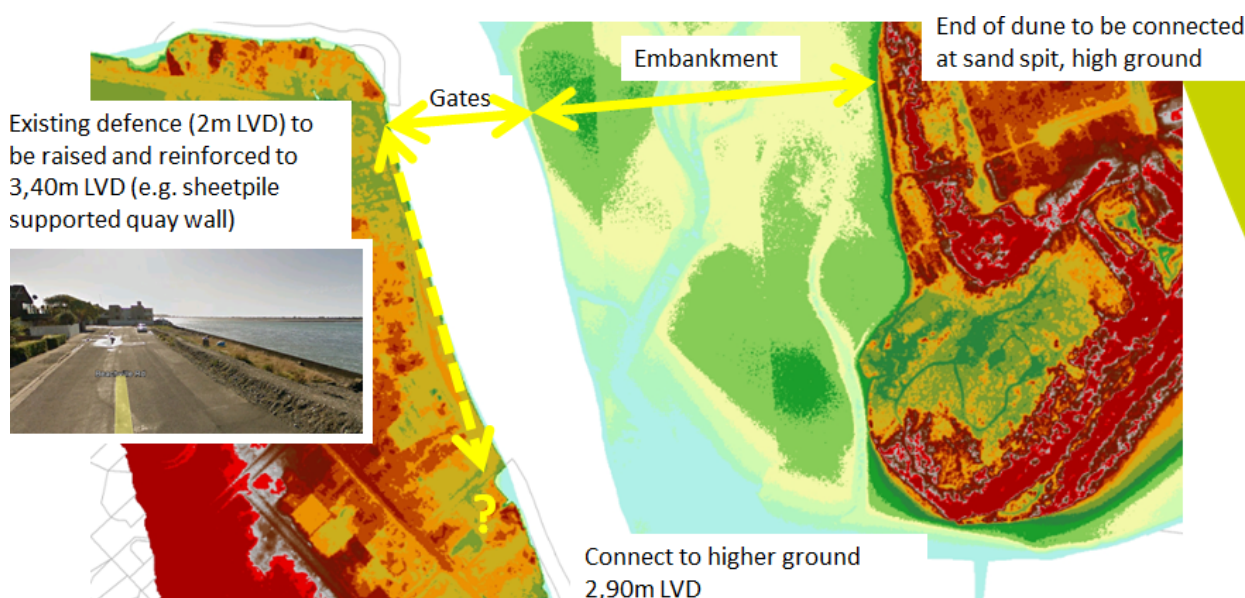 End of dune to be connected
at sand spit, high ground
Embankment
Gates
Existing defence (2m LVD) to
be raised and reinforced to
3,40m LVD (e.g. sheetpile
supported quay wall)
?
Connect to higher ground
2,90m LVD